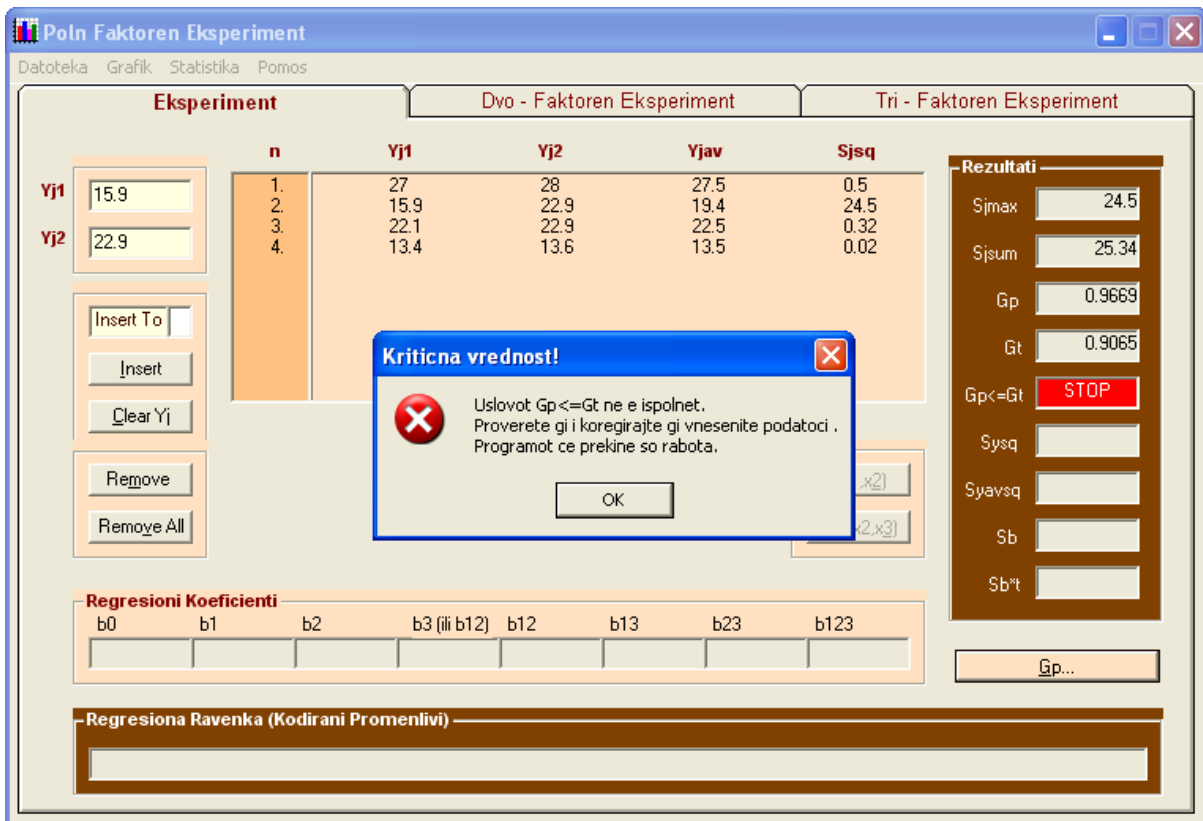 Poln Faktoren Eksperiment
Datoteka Grafik Statistika Pomos
Eksperiment
Dvo - Faktoren Eksperiment
Tri - Faktoren Eksperiment
n Yj1 Yj2 Yjav Sjsq
1. 27 28 27.5 0.5
2. 15.9 22.9 19.4 24.5
3. 22.1 22.9 22.5 0.32
4. 13.4 13.6 13.5 0.02
Yj1 15.9
Yj2 22.9
Insert To
Insert
Clear Yj
Remove
Remove All
Kriticna vrednost!
Uslovot Gp<=Gt ne e ispolnet.
Proverete gi i koregirajte gi vnesenite podatoci .
Programot ce prekine so rabota.
OK
,x2)
x2,x3)
Rezultati
Sjmax 24.5
Sjsum 25.34
Gp 0.9669
Gt 0.9065
Gp<=Gt STOP
Sysq
Syavsq
Sb
Sb*t
Gp...
Regresioni Koeficienti
b0 b1 b2 b3 (ili b12) b12 b13 b23 b123
Regresiona Ravenka (Kodirani Promenlivi)